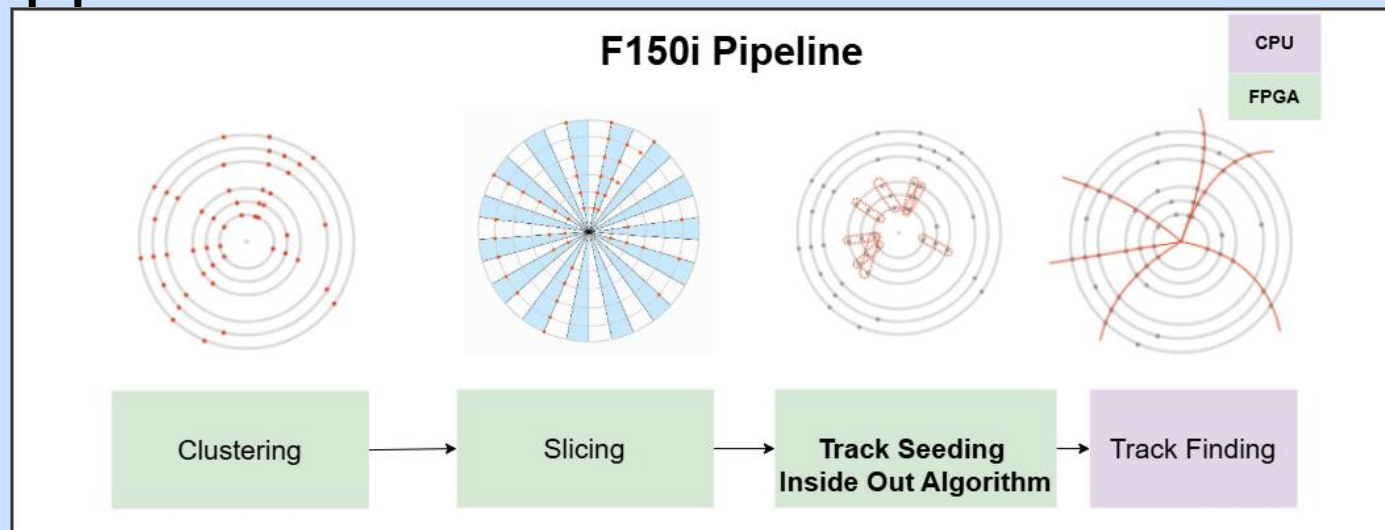 F150i Pipeline
CPU
FPGA
Clustering
Slicing
Track Seeding
Inside Out Algorithm
Track Finding